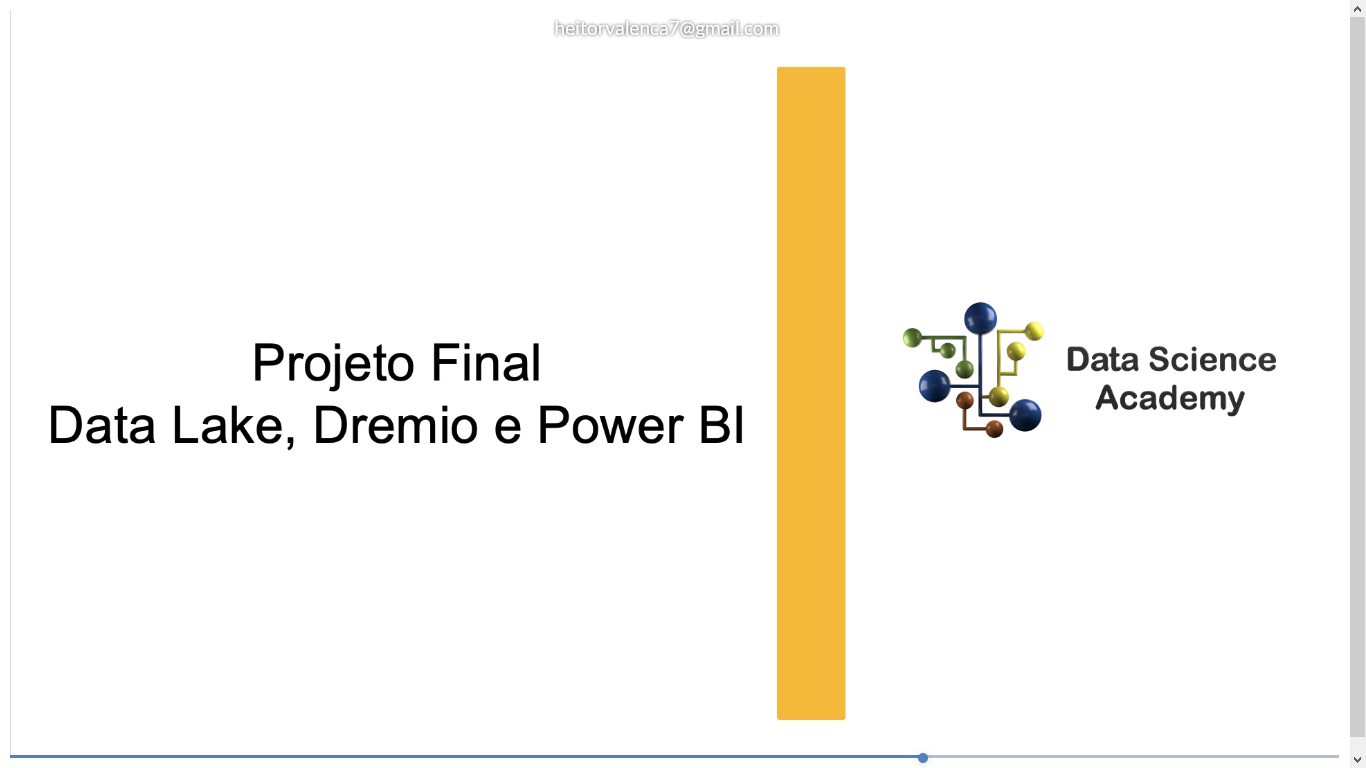 heitorvalenca7@gmail.com
Projeto Final
Data Lake, Dremio e Power BI
Data Science
Academy